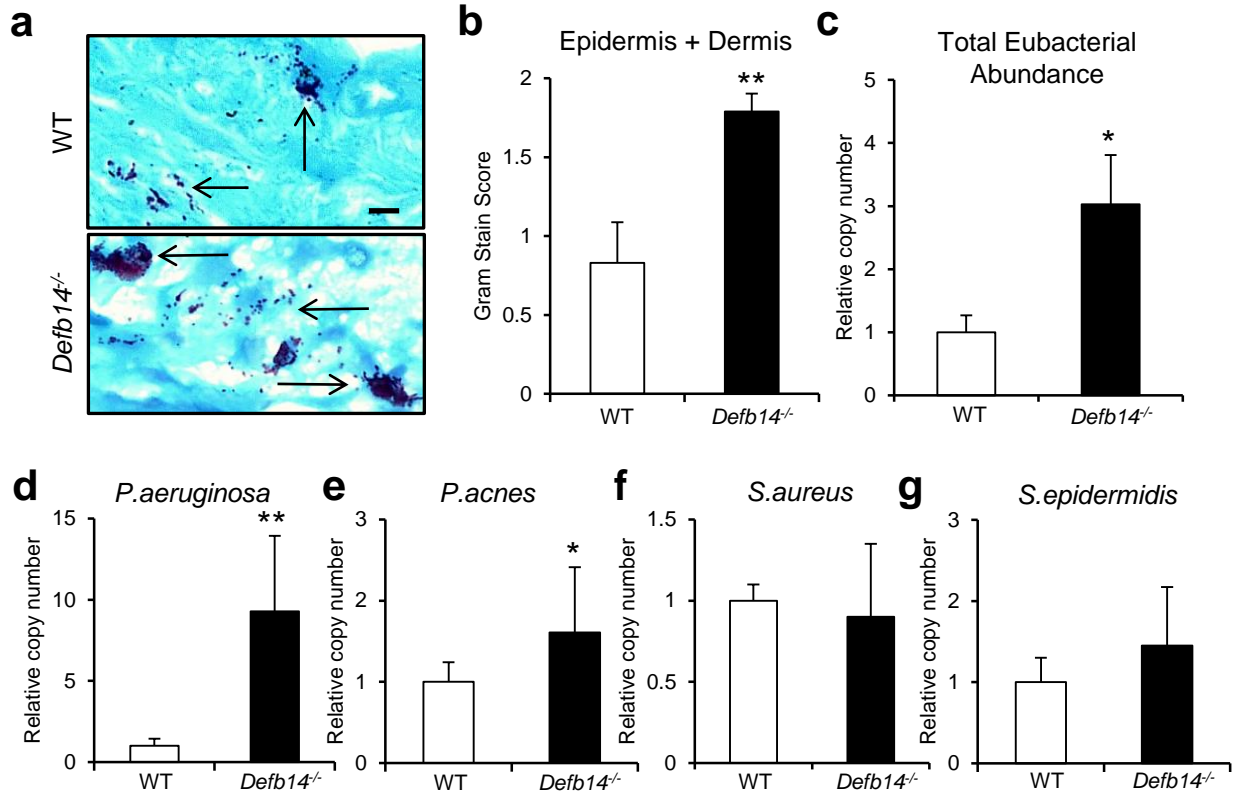 a
WT
Defb14-/-
b
Epidermis + Dermis
Gram Stain Score
2
1.5
1
0.5
0
**
WT
Defb14-/-
c
Total Eubacterial
Abundance
Relative copy number
5
4
3
2
1
0
*
WT
Defb14-/-
d
P.aeruginosa
Relative copy number
15
10
5
0
**
WT
Defb14-/-
e
P.acnes
Relative copy number
3
2
1
0
*
WT
Defb14-/-
f
S.aureus
Relative copy number
1.5
1
0.5
0
WT
Defb14-/-
g
S.epidermidis
Relative copy number
3
2
1
0
WT
Defb14-/-